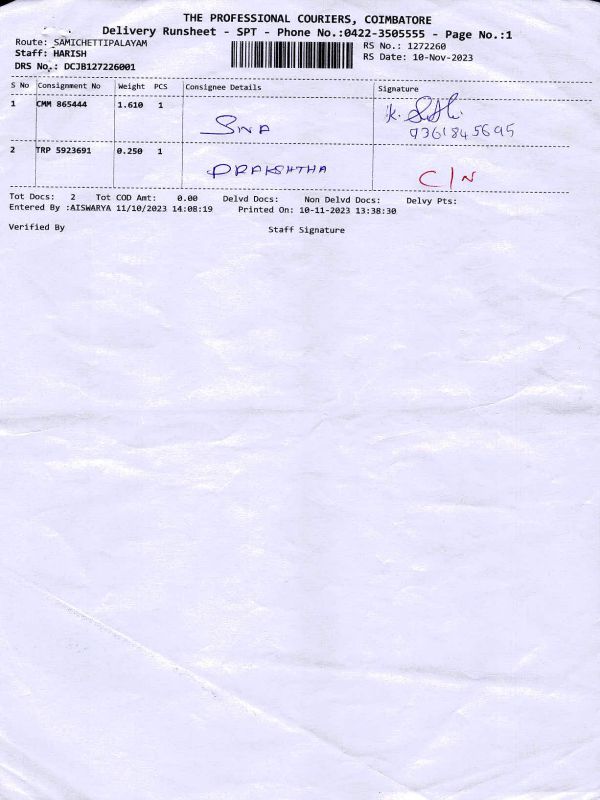 THE PROFESSIONAL COURIERS, COIMBATORE
Delivery Runsheet - SPT - Phone No.:0422-3505555 - Page No.:1
Route: SAMICHETTIPALAYAM
Staff: HARISH
DRS No.: DCJB127226001
RS No.: 1272260
RS Date: 10-Nov-2023
S No Consignment No Weight PCS Consignee Details Signature
1 CMM 865444 1.610 1
SNA
9361845695
2 TRP 5923691 0.250 1
PRAKSHTHA C/N
Tot Docs: 2 Tot COD Amt: 0.00 Delvd Docs: Non Delvd Docs: Delvy Pts:
Entered By :AISWARYA 11/10/2023 14:08:19 Printed On: 10-11-2023 13:38:30
Verified By Staff Signature